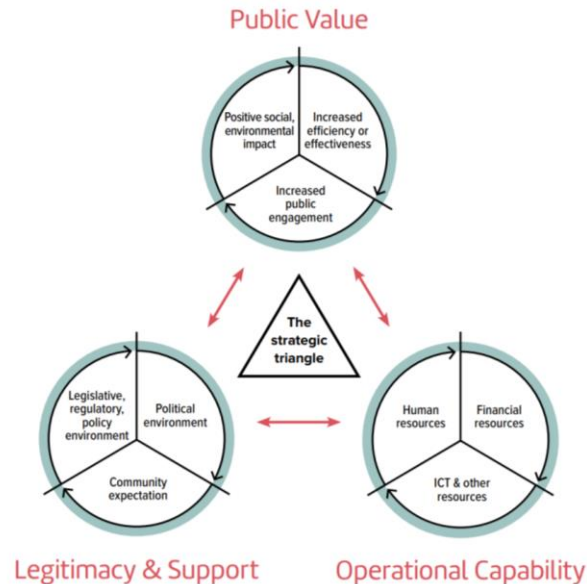 Public Value
Positive social,
environmental
impact
Increased
efficiency or
effectiveness
Increased
public
engagement
The
strategic
triangle
Legislative,
regulatory,
policy
environment
Political
environment
Community
expectation
Human
resources
Financial
resources
ICT & other
resources
Legitimacy & Support
Operational Capability